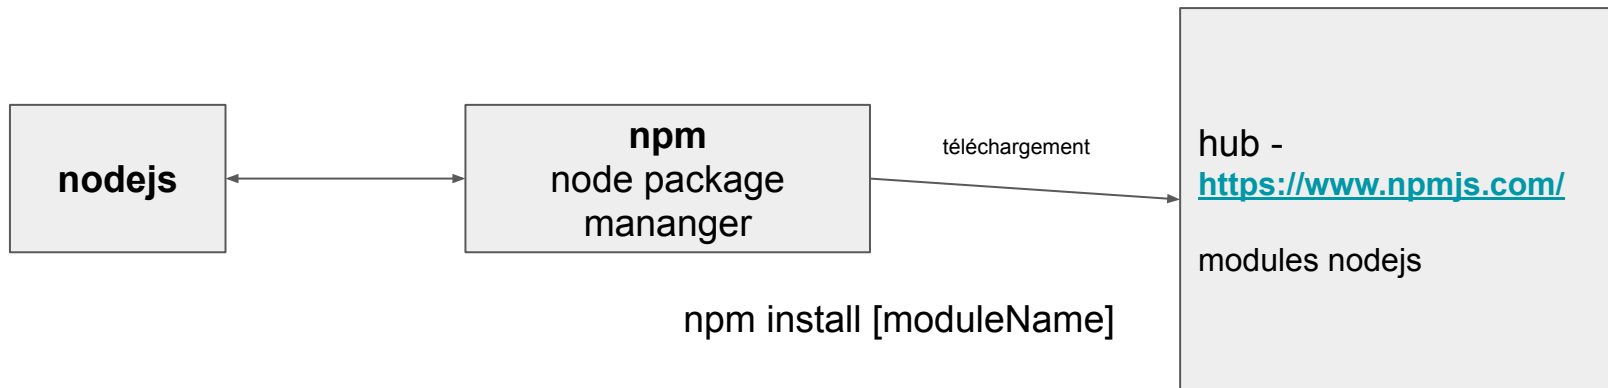 nodejs
npm
node package
mananger
téléchargement
hub -
https://www.npmjs.com/
modules nodejs
npm install [moduleName]